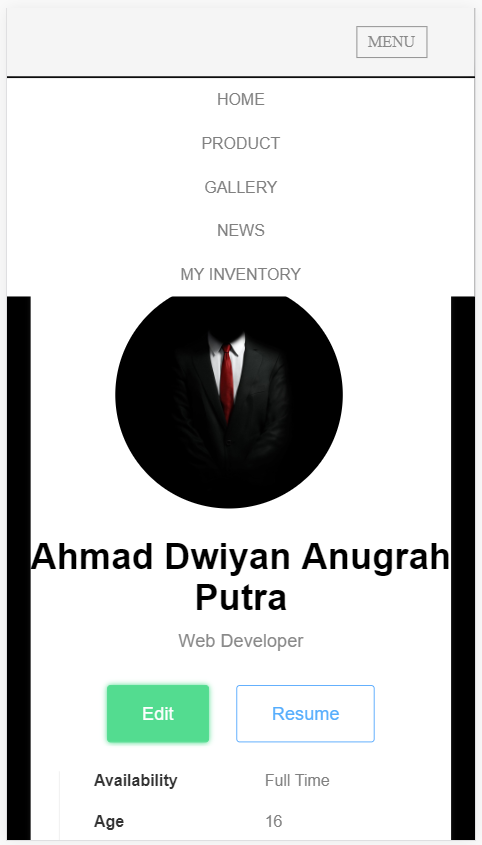 MENU
HOME
PRODUCT
GALLERY
NEWS
MY INVENTORY
Ahmad Dwiyan Anugrah
Putra
Web Developer
Edit Resume
Availability Full Time
Age 16